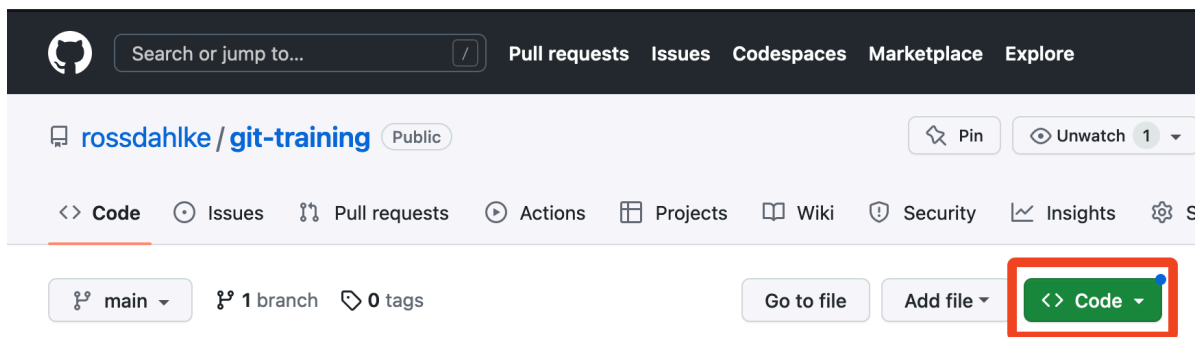 Search or jump to... / Pull requests Issues Codespaces Marketplace Explore
rossdahlke / git-training Public Pin Unwatch 1
<> Code Issues Pull requests Actions Projects Wiki Security Insights S
main 1 branch 0 tags Go to file Add file <> Code